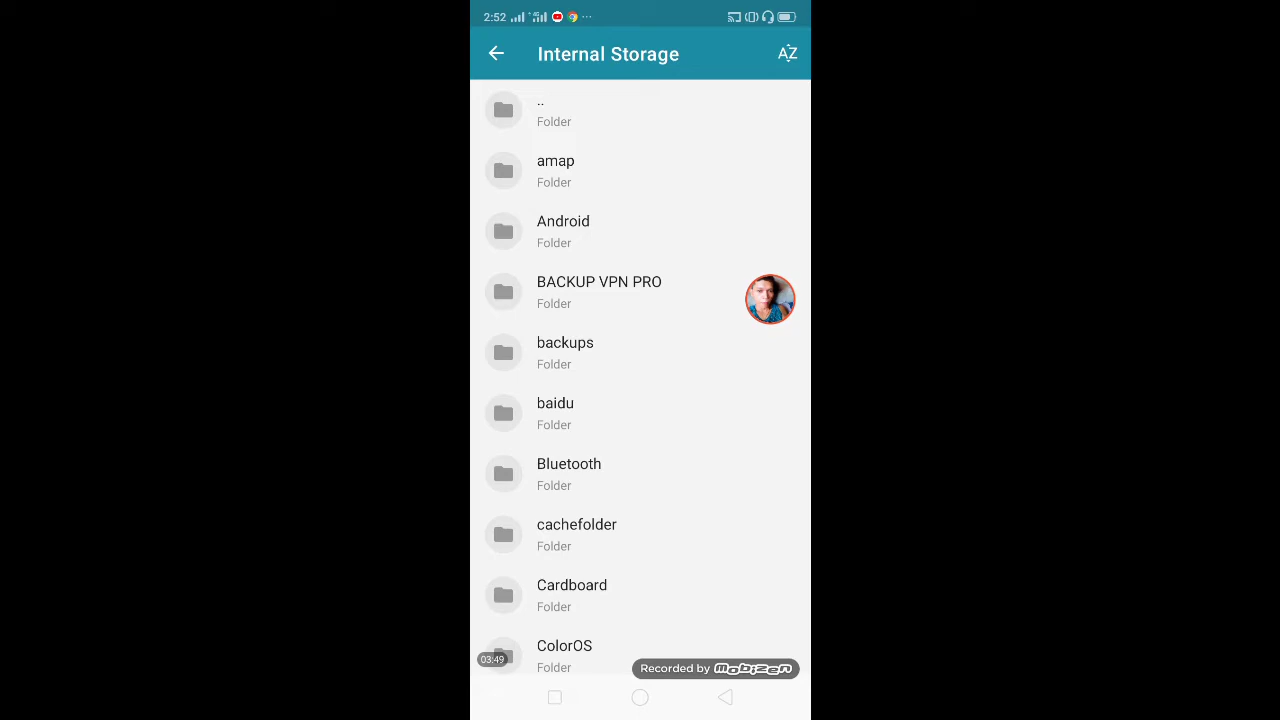 2:52
Internal Storage
AZ
..
Folder
amap
Folder
Android
Folder
BACKUP VPN PRO
Folder
backups
Folder
baidu
Folder
Bluetooth
Folder
cachefolder
Folder
Cardboard
Folder
ColorOS
Folder
03:49
Recorded by mobizen